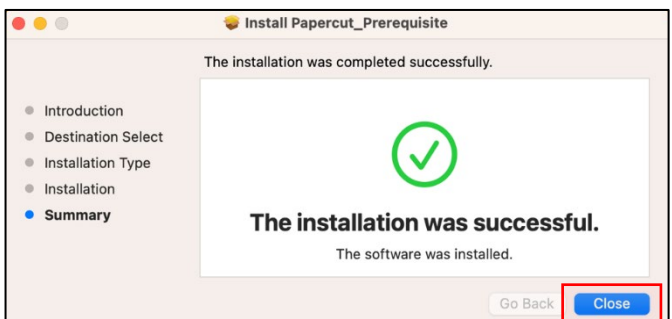 Install Papercut_Prerequisite
The installation was completed successfully.
Introduction
Destination Select
Installation Type
Installation
Summary
The installation was successful.
The software was installed.
Go Back
Close